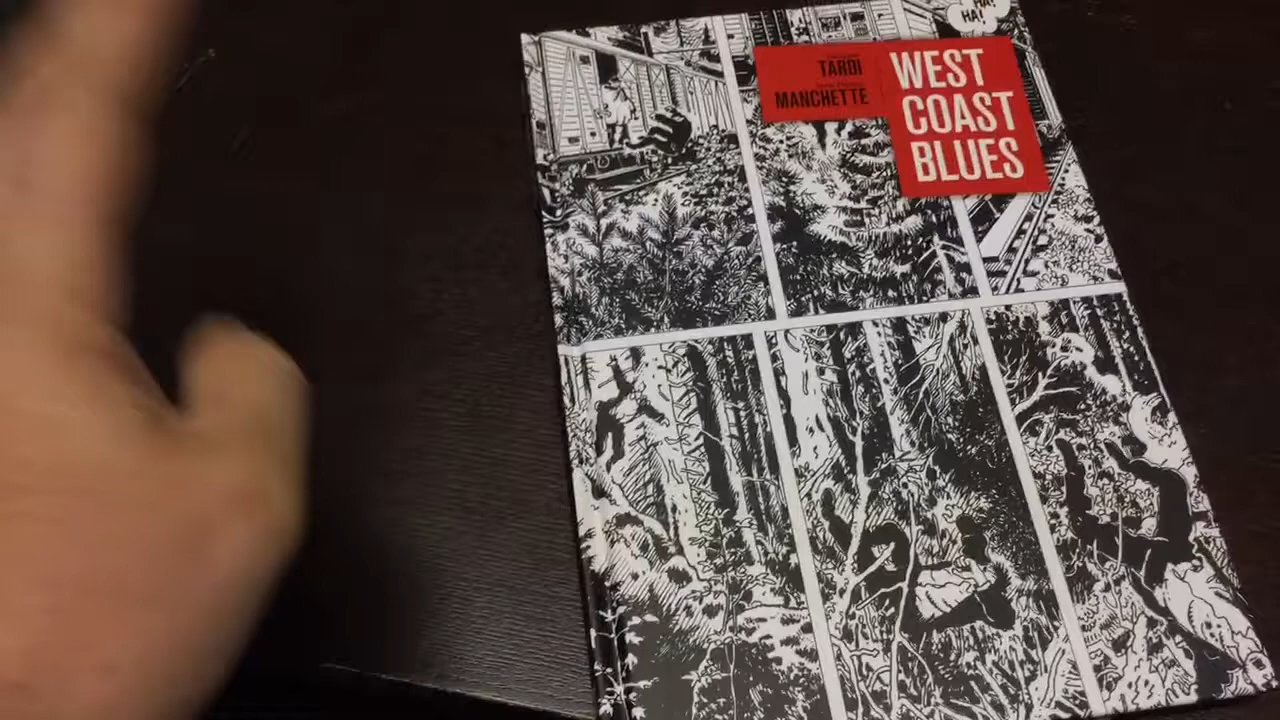 HA!
HA!
TARDI
MANCHETTE
WEST
COAST
BLUES